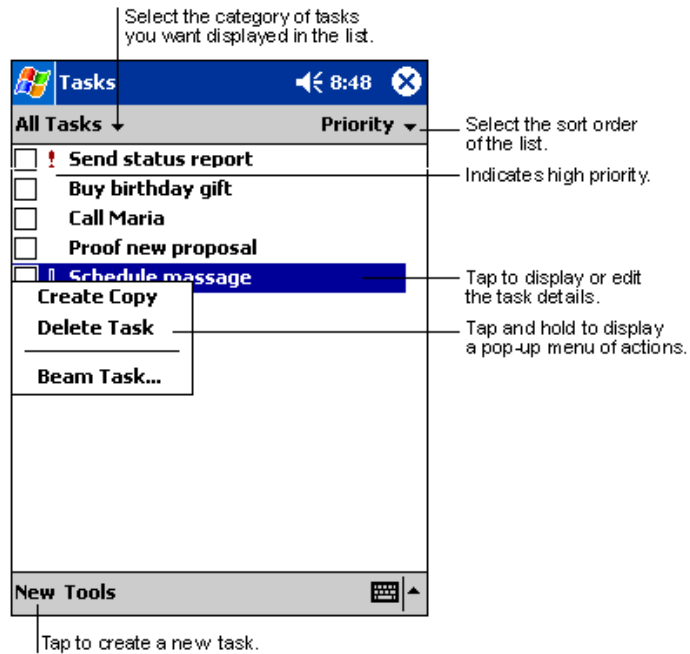 Select the category of tasks
you want displayed in the list.
Tasks 8:48
All Tasks Priority
Select the sort order
of the list.
! Send status report
Indicates high priority.
Buy birthday gift
Call Maria
Proof new proposal
Schedule massage
Tap to display or edit
the task details.
Create Copy
Delete Task
Tap and hold to display
a pop-up menu of actions.
Beam Task...
New Tools
Tap to create a new task.